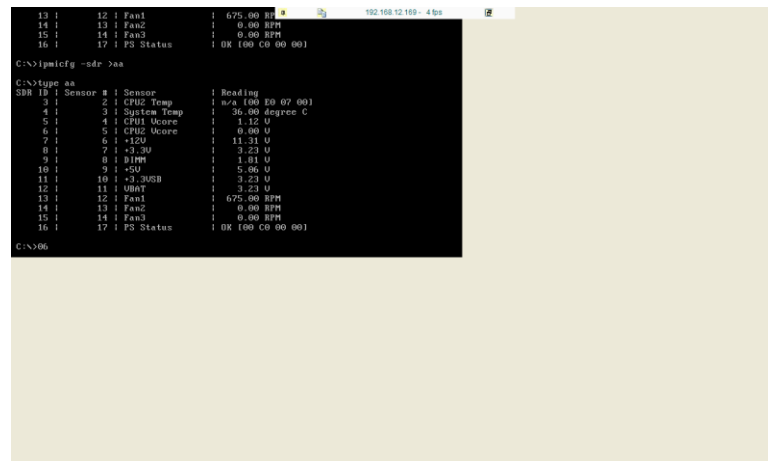 13 | 12 | Fan1 | 675.00 RP
192.168.12.169 - 4 fps
14 | 13 | Fan2 | 0.00 RPM
15 | 14 | Fan3 | 0.00 RPM
16 | 17 | PS Status | OK [00 C0 00 00]
C:\>ipmicfg -sdr >aa
C:\>type aa
SDR ID | Sensor # | Sensor | Reading
3 | 2 | CPU2 Temp | n/a [00 E0 07 00]
4 | 3 | System Temp | 36.00 degree C
5 | 4 | CPU1 Vcore | 1.12 V
6 | 5 | CPU2 Vcore | 0.00 V
7 | 6 | +12V | 11.31 V
8 | 7 | +3.3V | 3.23 V
9 | 8 | DIMM | 1.81 V
10 | 9 | +5V | 5.06 V
11 | 10 | +3.3VSB | 3.23 V
12 | 11 | VBAT | 3.23 V
13 | 12 | Fan1 | 675.00 RPM
14 | 13 | Fan2 | 0.00 RPM
15 | 14 | Fan3 | 0.00 RPM
16 | 17 | PS Status | OK [00 C0 00 00]
C:\>06